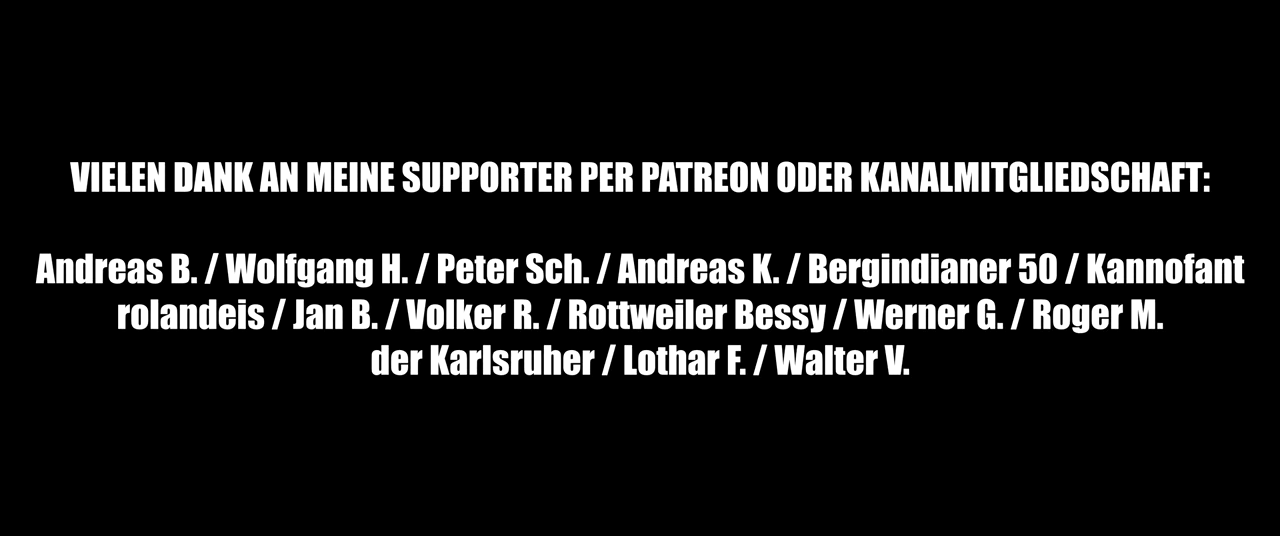 VIELEN DANK AN MEINE SUPPORTER PER PATREON ODER KANALMITGLIEDSCHAFT:
Andreas B. / Wolfgang H. / Peter Sch. / Andreas K. / Bergindianer 50 / Kannofant
rolandeis / Jan B. / Volker R. / Rottweiler Bessy / Werner G. / Roger M.
der Karlsruher / Lothar F. / Walter V.